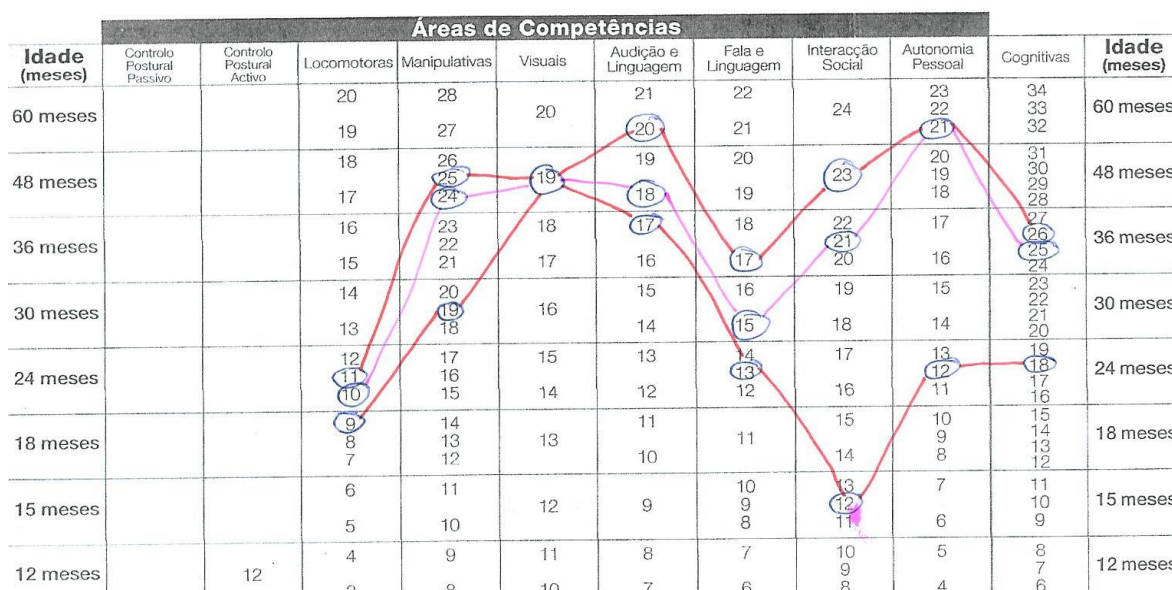 Áreas de Competências
Idade (meses)
Controlo Postural Passivo
Controlo Postural Activo
Locomotoras
Manipulativas
Visuais
Audição e Linguagem
Fala e Linguagem
Interacção Social
Autonomia Pessoal
Cognitivas
Idade (meses)
60 meses
20 19
28 27
20
21 20
22 21
24
23 22 21
34 33 32
60 meses
48 meses
18 17
26 25 24
19
19 18
20 19
23
20 19 18
31 30 29 28
48 meses
36 meses
16 15
23 22 21
18 17
17 16
18 17
22 21 20
17 16
27 26 25 24
36 meses
30 meses
14 13
20 19 18
16
15 14
16 15
19 18
15 14
23 22 21 20
30 meses
24 meses
12 11 10
17 16 15
15 14
13 12
14 13 12
17 16
13 12 11
19 18 17 16
24 meses
18 meses
9 8 7
14 13 12
13
11 10
11
15 14
10 9 8
15 14 13 12
18 meses
15 meses
6 5
11 10
12
9
10 9 8
13 12 11
7 6
11 10 9
15 meses
12 meses
12
4
9 8
11 10
8 7
7 6
10 9 8
5 4
8 7 6
12 meses